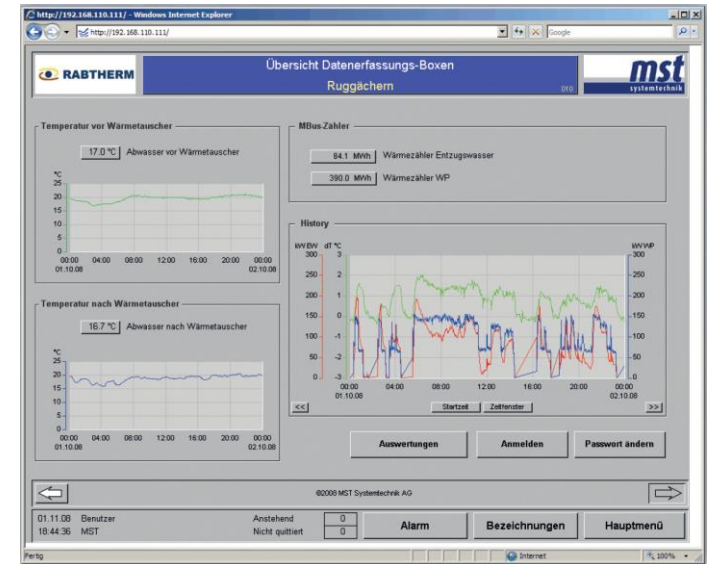 http://192.168.110.111/ - Windows Internet Explorer
http://192.168.110.111/
Google
RABTHERM
Übersicht Datenerfassungs-Boxen
Ruggächern
010
mst
systemtechnik
Temperatur vor Wärmetauscher
17.0 °C Abwasser vor Wärmetauscher
°C
25
20
15
10
5
0
00:00 04:00 08:00 12:00 16:00 20:00 00:00
01.10.08 02.10.08
MBus-Zähler
84.1 MWh Wärmezähler Entzugswasser
390.0 MWh Wärmezähler WP
History
kW EW dT °C kW WP
300 3 300
250 2 250
200 1 200
150 0 150
100 -1 100
50 -2 50
0 -3 0
00:00 04:00 08:00 12:00 16:00 20:00 00:00
01.10.08 02.10.08
<< Startzeit Zeitfenster >>
Temperatur nach Wärmetauscher
16.7 °C Abwasser nach Wärmetauscher
°C
25
20
15
10
5
0
00:00 04:00 08:00 12:00 16:00 20:00 00:00
01.10.08 02.10.08
Auswertungen Anmelden Passwort ändern
©2008 MST Systemtechnik AG
01.11.08 Benutzer Anstehend 0
18:44:36 MST Nicht quittiert 0
Alarm Bezeichnungen Hauptmenü
Fertig Internet 100%